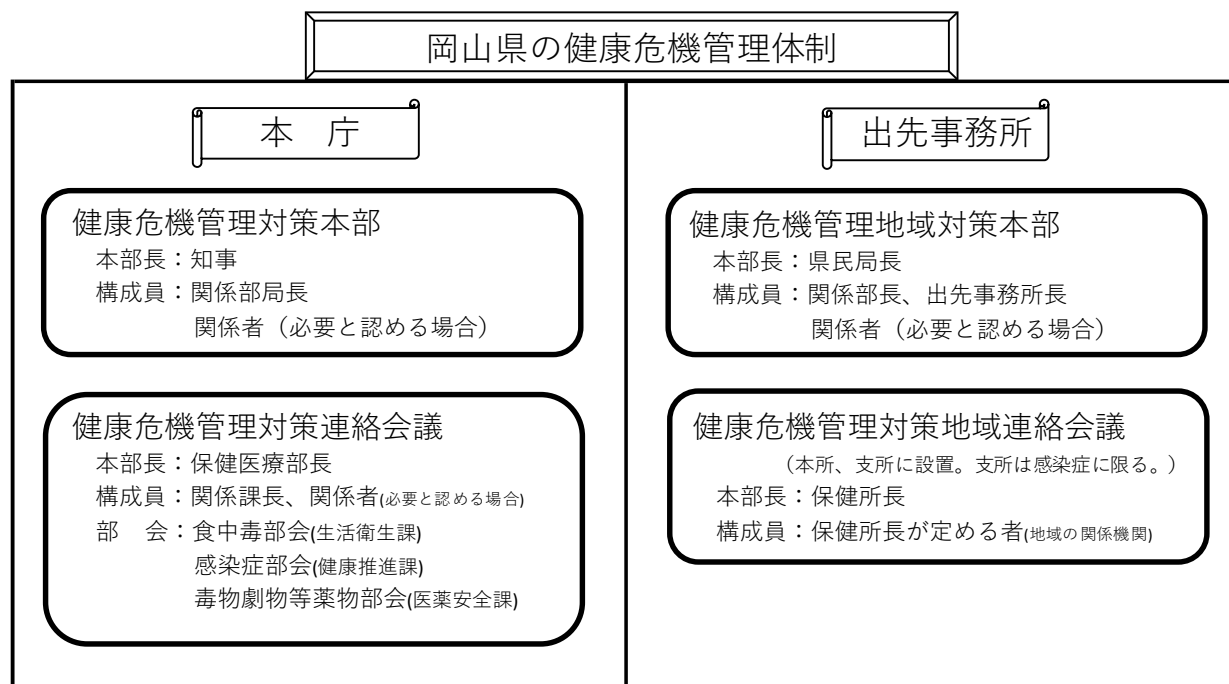 岡山県の健康危機管理体制
本　庁
健康危機管理対策本部
本部長：知事
構成員：関係部局長
関係者（必要と認める場合）
健康危機管理対策連絡会議
本部長：保健医療部長
構成員：関係課長、関係者(必要と認める場合)
部　会：食中毒部会(生活衛生課)
感染症部会(健康推進課)
毒物劇物等薬物部会(医薬安全課)
出先事務所
健康危機管理地域対策本部
本部長：県民局長
構成員：関係部長、出先事務所長
関係者（必要と認める場合）
健康危機管理対策地域連絡会議
（本所、支所に設置。支所は感染症に限る。）
本部長：保健所長
構成員：保健所長が定める者(地域の関係機関)